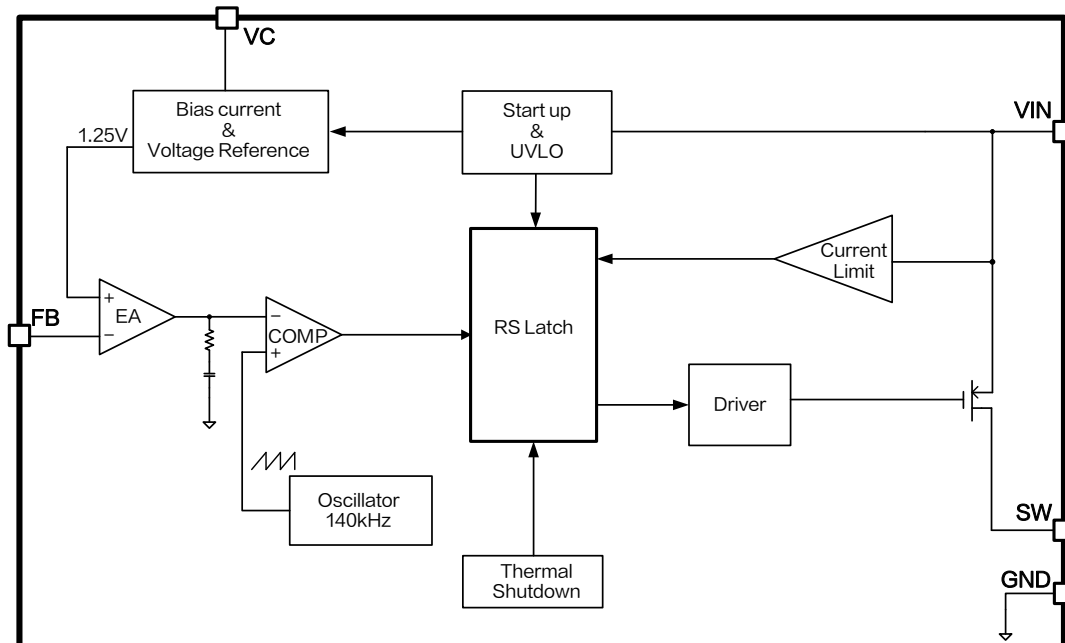 VC
Bias current
&
Voltage Reference
1.25V
Start up
&
UVLO
VIN
Current
Limit
FB
+
EA
−
−
COMP
+
RS Latch
Driver
Oscillator
140kHz
SW
Thermal
Shutdown
GND